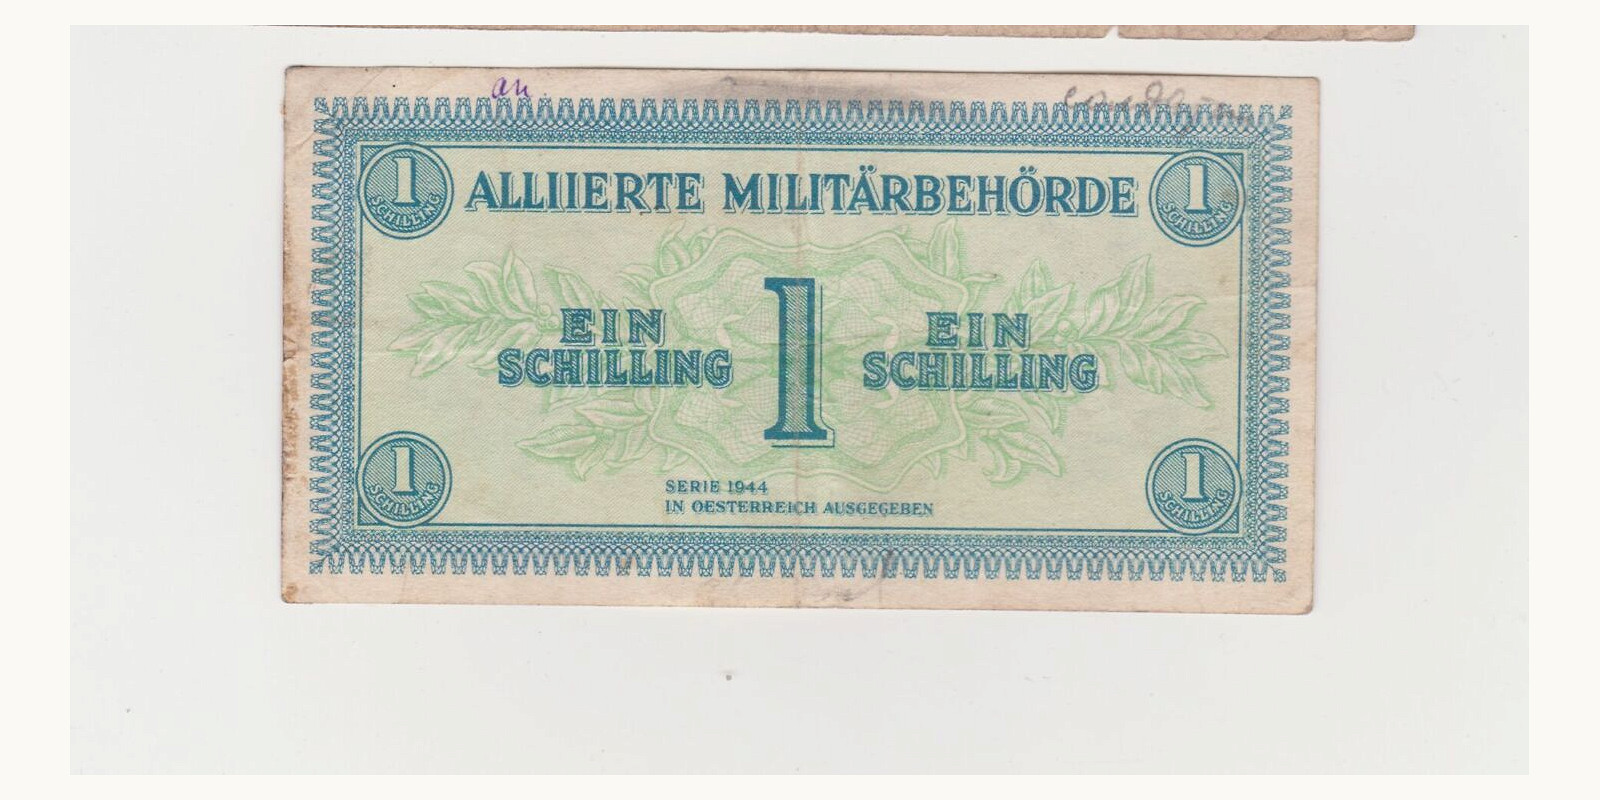 an.
1 SCHILLING
ALLIIERTE MILITÄRBEHÖRDE
1 SCHILLING
EIN SCHILLING
1
EIN SCHILLING
1 SCHILLING
SERIE 1944
IN OESTERREICH AUSGEGEBEN
1 SCHILLING